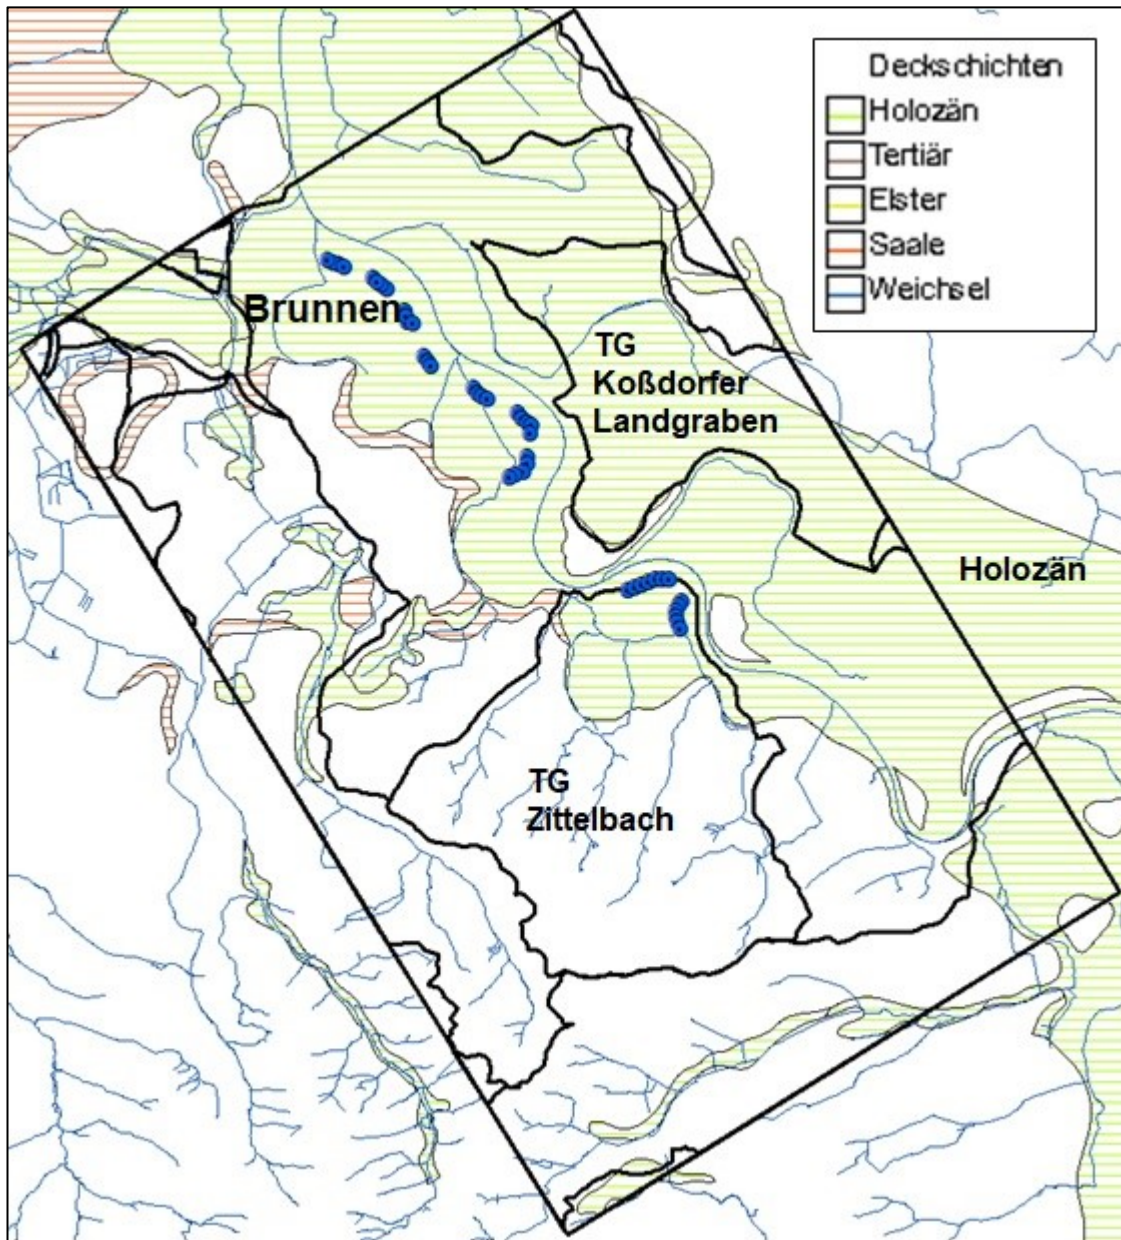 Deckschichten
Holozän
Tertiär
Elster
Saale
Weichsel
Brunnen
TG
Koßdorfer
Landgraben
Holozän
TG
Zittelbach